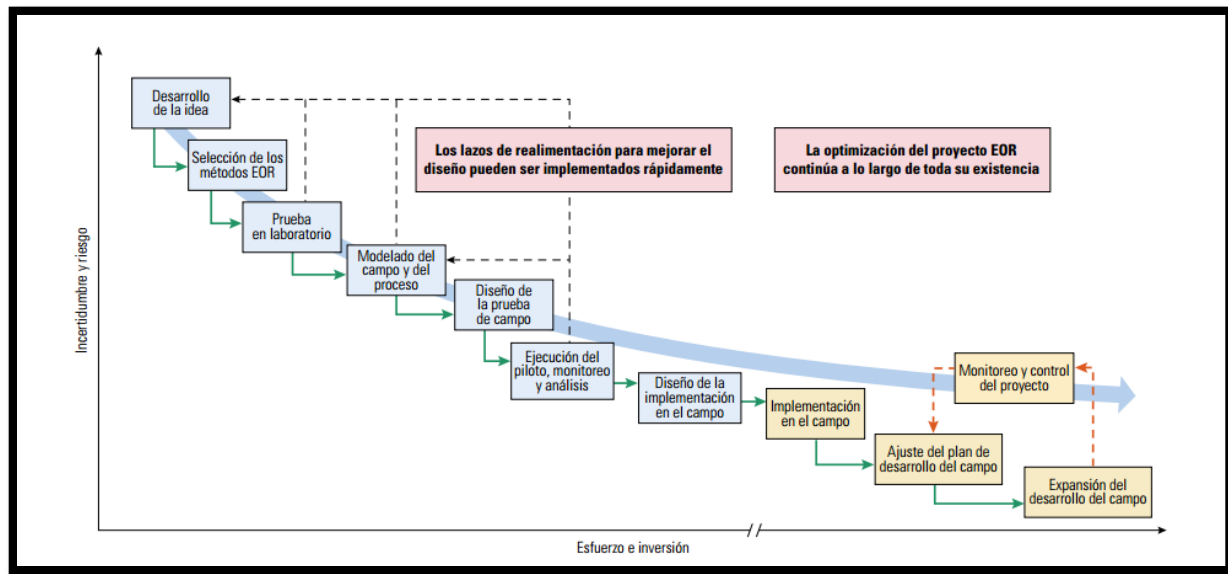 Desarrollo
de la idea
Selección de los
métodos EOR
Prueba
en laboratorio
Modelado del
campo y del
proceso
Diseño de
la prueba
de campo
Ejecución del
piloto, monitoreo
y análisis
Diseño de la
implementación
en el campo
Implementación
en el campo
Ajuste del plan de
desarrollo del campo
Expansión del
desarrollo del campo
Monitoreo y control
del proyecto
Los lazos de realimentación para mejorar el
diseño pueden ser implementados rápidamente
La optimización del proyecto EOR
continúa a lo largo de toda su existencia
Incertidumbre y riesgo
Esfuerzo e inversión